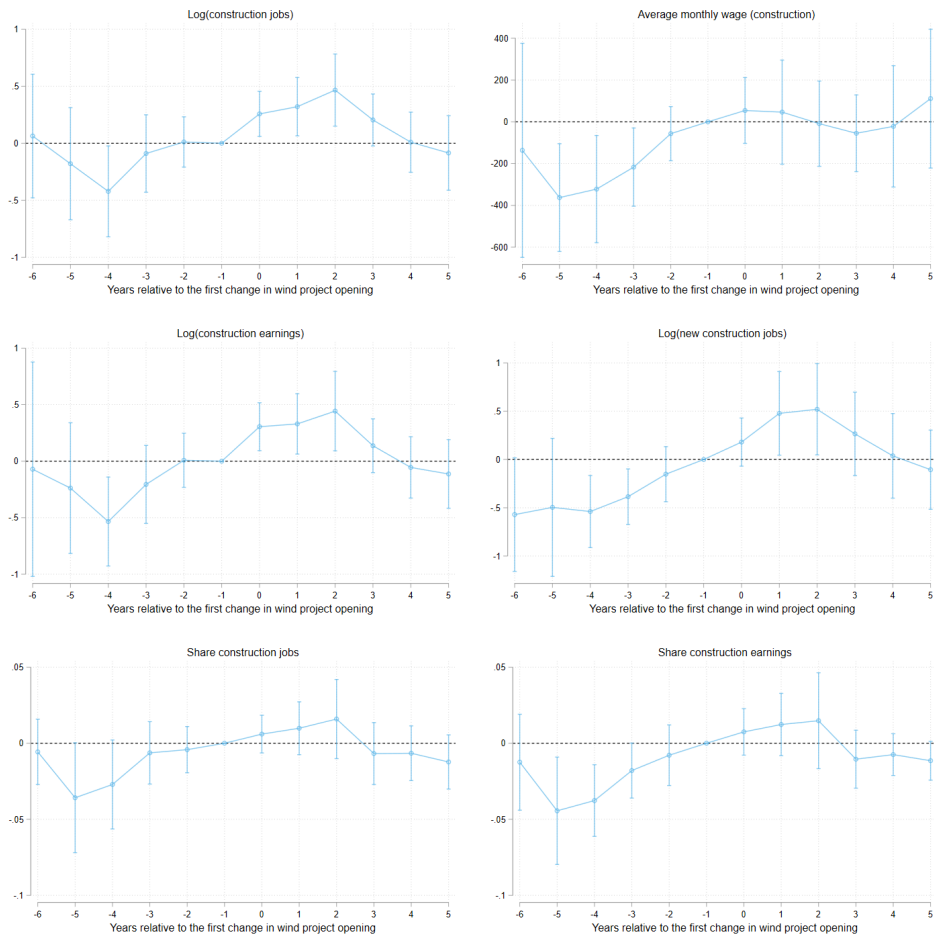 Log(construction jobs)
1
.5
0
-.5
-1
-6 -5 -4 -3 -2 -1 0 1 2 3 4 5
Years relative to the first change in wind project opening
Average monthly wage (construction)
400
200
0
-200
-400
-600
-6 -5 -4 -3 -2 -1 0 1 2 3 4 5
Years relative to the first change in wind project opening
Log(construction earnings)
1
.5
0
-.5
-1
-6 -5 -4 -3 -2 -1 0 1 2 3 4 5
Years relative to the first change in wind project opening
Log(new construction jobs)
1
.5
0
-.5
-1
-6 -5 -4 -3 -2 -1 0 1 2 3 4 5
Years relative to the first change in wind project opening
Share construction jobs
.05
0
-.05
-.1
-6 -5 -4 -3 -2 -1 0 1 2 3 4 5
Years relative to the first change in wind project opening
Share construction earnings
.05
0
-.05
-.1
-6 -5 -4 -3 -2 -1 0 1 2 3 4 5
Years relative to the first change in wind project opening